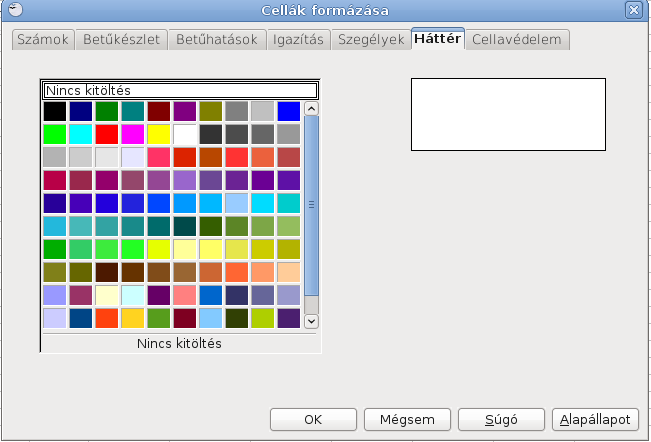 Cellák formázása
Számok Betűkészlet Betűhatások Igazítás Szegélyek Háttér Cellavédelem
Nincs kitöltés
Nincs kitöltés
OK Mégsem Súgó Alapállapot